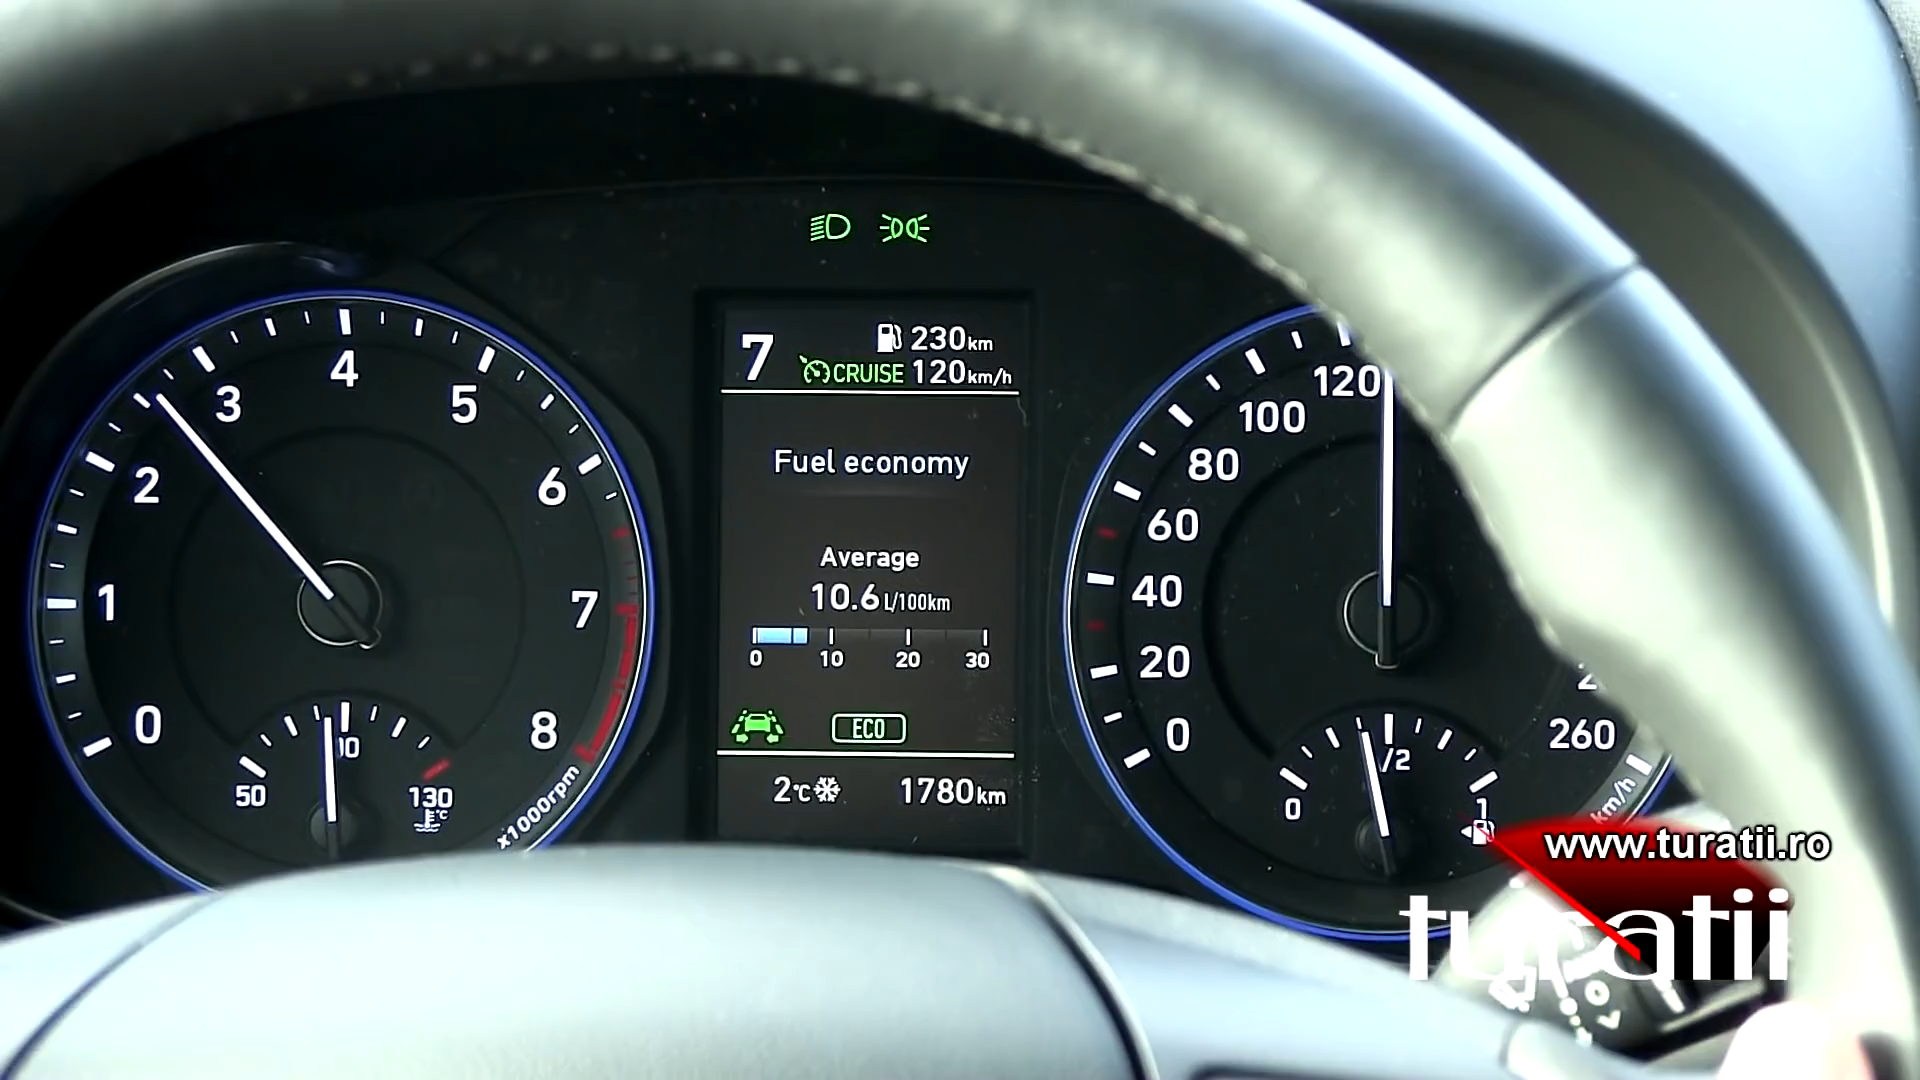 7
230km
CRUISE 120km/h
Fuel economy
Average
10.6 L/100km
0 10 20 30
ECO
2°C
1780km
0
1
2
3
4
5
6
7
8
x1000rpm
50
130
°C
0
20
40
60
80
100
120
260
km/h
0
/2
1
www.turatii.ro
turatii